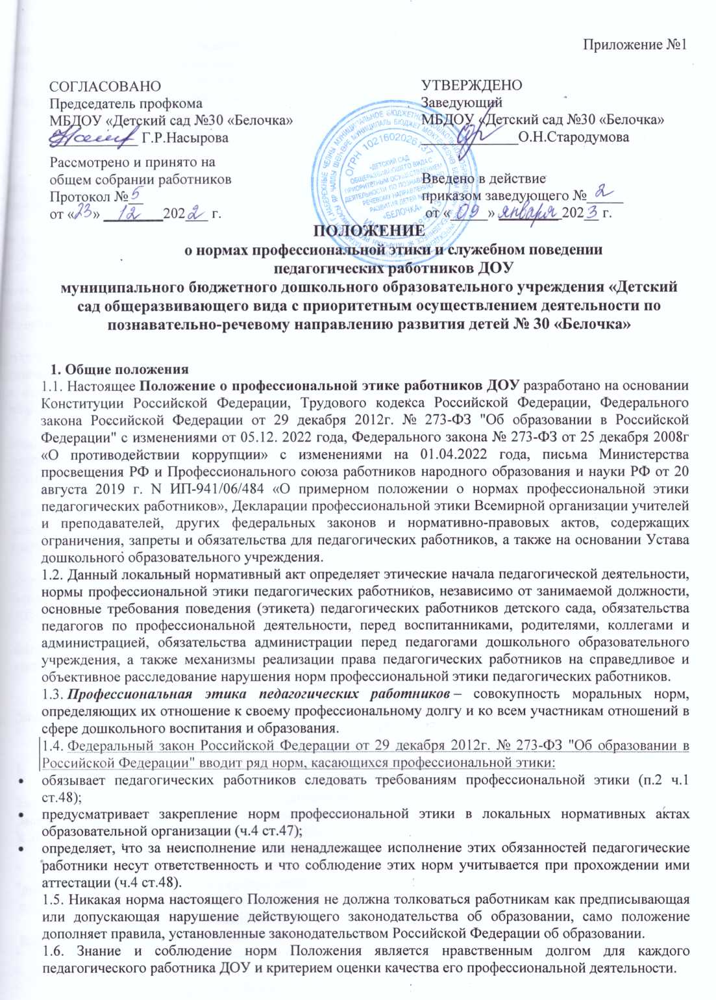 Приложение №1
СОГЛАСОВАНО
Председатель профкома
МБДОУ «Детский сад №30 «Белочка»
Г.Р.Насырова
Рассмотрено и принято на
общем собрании работников
Протокол № 5
от «23» 12 2022 г.
УТВЕРЖДЕНО
Заведующий
МБДОУ «Детский сад №30 «Белочка»
О.Н.Стародумова
Введено в действие
приказом заведующего № 2
от «09» января 2023 г.
ОГРН 1021602026137
«ДЕТСКИЙ САД
ОБЩЕРАЗВИВАЮЩЕГО ВИДА С
ПРИОРИТЕТНЫМ ОСУЩЕСТВЛЕНИЕМ
ДЕЯТЕЛЬНОСТИ ПО ПОЗНАВАТЕЛЬНО
РЕЧЕВОМУ НАПРАВЛЕНИЮ
РАЗВИТИЯ ДЕТЕЙ
«БЕЛОЧКА»
ПОЛОЖЕНИЕ
о нормах профессиональной этики и служебном поведении
педагогических работников ДОУ
муниципального бюджетного дошкольного образовательного учреждения «Детский
сад общеразвивающего вида с приоритетным осуществлением деятельности по
познавательно-речевому направлению развития детей № 30 «Белочка»
1. Общие положения
1.1. Настоящее Положение о профессиональной этике работников ДОУ разработано на основании
Конституции Российской Федерации, Трудового кодекса Российской Федерации, Федерального
закона Российской Федерации от 29 декабря 2012г. № 273-ФЗ "Об образовании в Российской
Федерации" с изменениями от 05.12. 2022 года, Федерального закона № 273-ФЗ от 25 декабря 2008г
«О противодействии коррупции» с изменениями на 01.04.2022 года, письма Министерства
просвещения РФ и Профессионального союза работников народного образования и науки РФ от 20
августа 2019 г. N ИП-941/06/484 «О примерном положении о нормах профессиональной этики
педагогических работников», Декларации профессиональной этики Всемирной организации учителей
и преподавателей, других федеральных законов и нормативно-правовых актов, содержащих
ограничения, запреты и обязательства для педагогических работников, а также на основании Устава
дошкольного образовательного учреждения.
1.2. Данный локальный нормативный акт определяет этические начала педагогической деятельности,
нормы профессиональной этики педагогических работников, независимо от занимаемой должности,
основные требования поведения (этикета) педагогических работников детского сада, обязательства
педагогов по профессиональной деятельности, перед воспитанниками, родителями, коллегами и
администрацией, обязательства администрации перед педагогами дошкольного образовательного
учреждения, а также механизмы реализации права педагогических работников на справедливое и
объективное расследование нарушения норм профессиональной этики педагогических работников.
1.3. Профессиональная этика педагогических работников – совокупность моральных норм,
определяющих их отношение к своему профессиональному долгу и ко всем участникам отношений в
сфере дошкольного воспитания и образования.
1.4. Федеральный закон Российской Федерации от 29 декабря 2012г. № 273-ФЗ "Об образовании в
Российской Федерации" вводит ряд норм, касающихся профессиональной этики:
• обязывает педагогических работников следовать требованиям профессиональной этики (п.2 ч.1
ст.48);
• предусматривает закрепление норм профессиональной этики в локальных нормативных актах
образовательной организации (ч.4 ст.47);
• определяет, что за неисполнение или ненадлежащее исполнение этих обязанностей педагогические
работники несут ответственность и что соблюдение этих норм учитывается при прохождении ими
аттестации (ч.4 ст.48).
1.5. Никакая норма настоящего Положения не должна толковаться работникам как предписывающая
или допускающая нарушение действующего законодательства об образовании, само положение
дополняет правила, установленные законодательством Российской Федерации об образовании.
1.6. Знание и соблюдение норм Положения является нравственным долгом для каждого
педагогического работника ДОУ и критерием оценки качества его профессиональной деятельности.